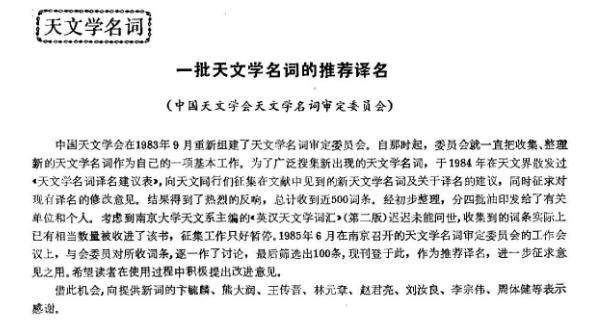 天文学名词
一批天文学名词的推荐译名
(中国天文学会天文学名词审定委员会)
中国天文学会在1983年9月重新组建了天文学名词审定委员会。自那时起，委员会就一直把收集、整理
新的天文学名词作为自己的一项基本工作。为了广泛搜集新出现的天文学名词，于1984年在天文界散发过
《天文学名词译名建议表》，向天文同行们征集在文献中见到的新天文学名词及关于译名的建议，同时征求对
现有译名的修改意见。结果得到了热烈的反响，总计收到近500词条。经初步整理，分四批油印发给了有关
单位和个人。考虑到南京大学天文系主编的《英汉天文学词汇》(第二版)迟迟未能问世，收集到的词条实际上
已有相当数量被收进了该书，征集工作只好暂停。1985年6月在南京召开的天文学名词审定委员会的工作会
议上，与会委员对所收词条，逐一作了讨论，最后筛选出100条，现刊登于此，作为推荐译名，进一步征求意
见之用。希望读者在使用过程中积极提出改进意见。
借此机会，向提供新词的卞毓麟、熊大润、王传晋、林元章、赵君亮、刘汝良、李宗伟、周体健等表示
感谢。